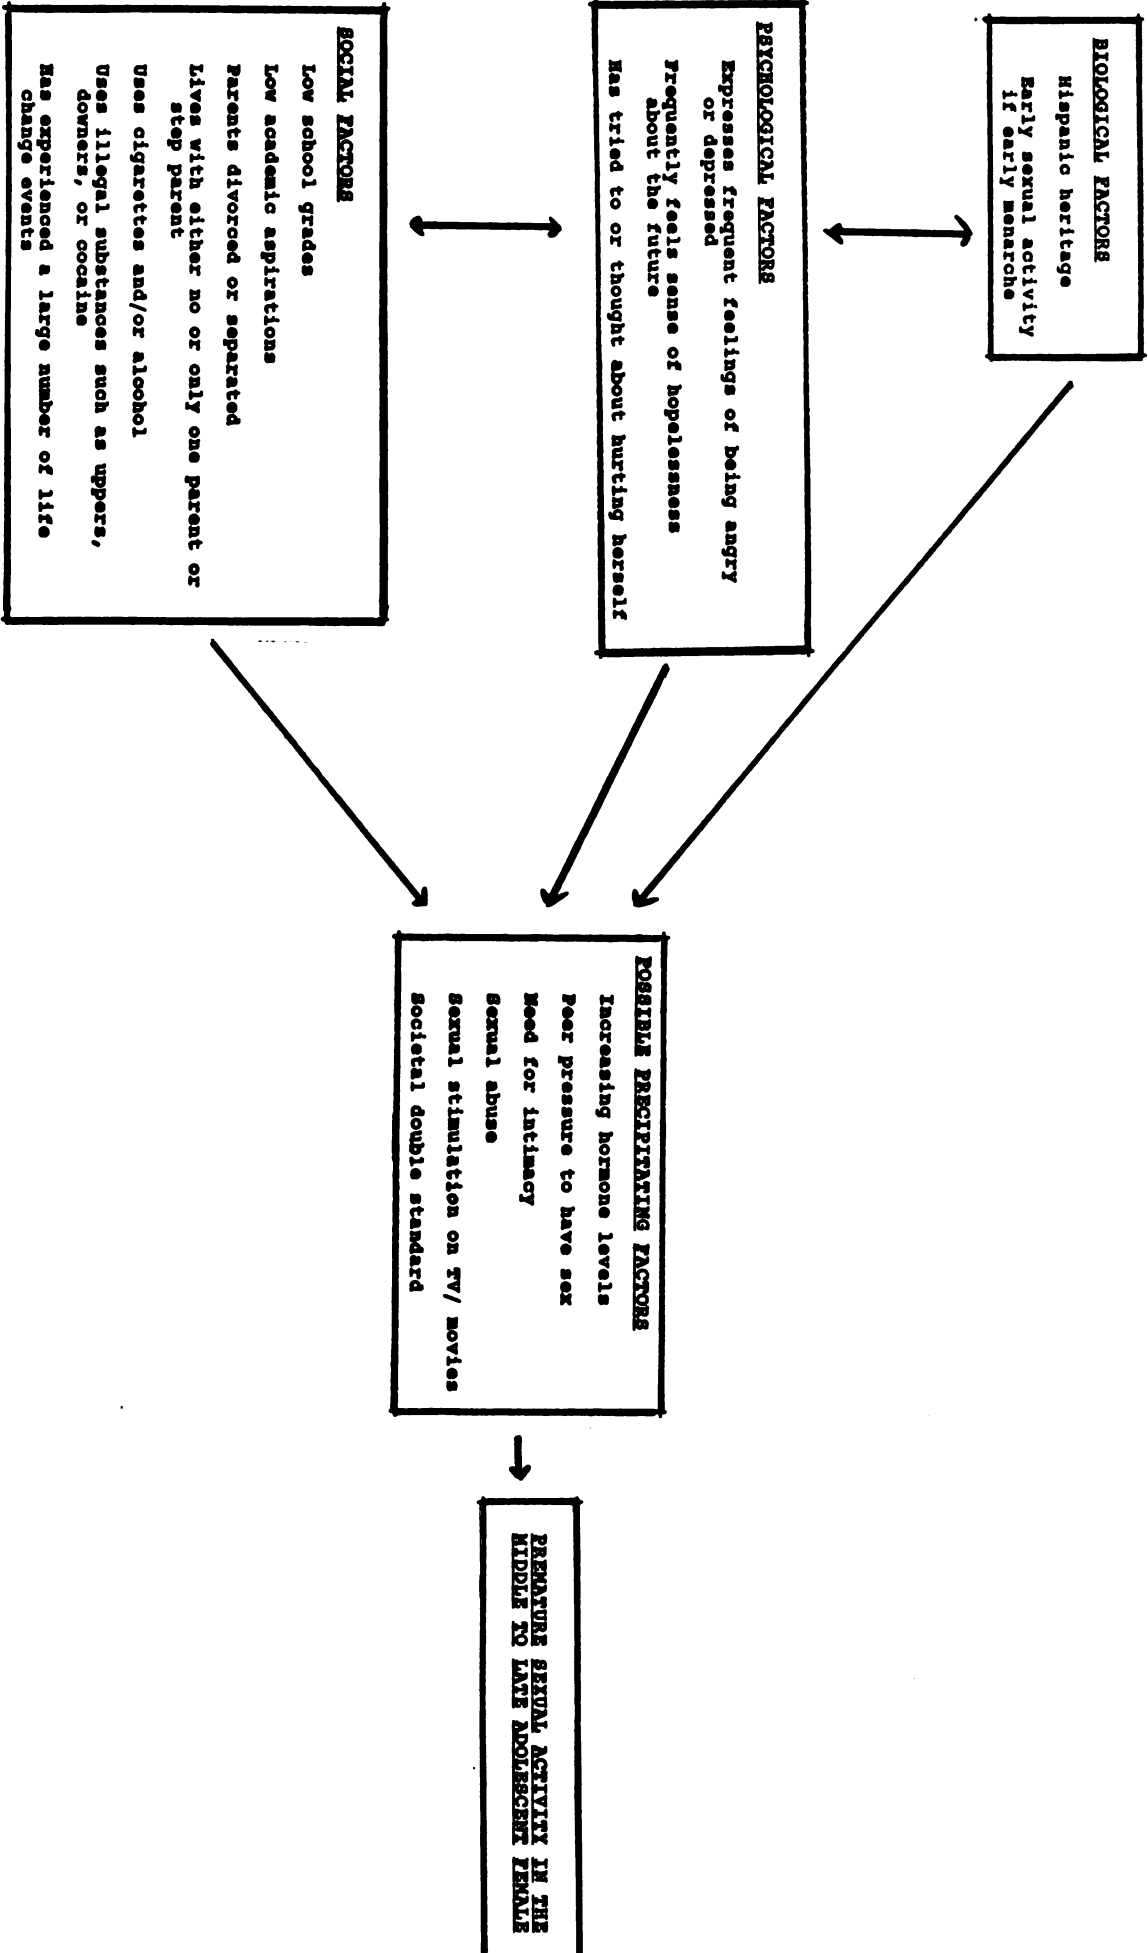 BIOLOGICAL FACTORS
Hispanic heritage
Early sexual activity
if early menarche
PSYCHOLOGICAL FACTORS
Expresses frequent feelings of being angry
or depressed
Frequently feels sense of hopelessness
about the future
Has tried to or thought about hurting herself
SOCIAL FACTORS
Low school grades
Low academic aspirations
Parents divorced or separated
Lives with either no or only one parent or
step parent
Uses cigarettes and/or alcohol
Uses illegal substances such as uppers,
downers, or cocaine
Has experienced a large number of life
change events
POSSIBLE PRECIPITATING FACTORS
Increasing hormone levels
Peer pressure to have sex
Need for intimacy
Sexual abuse
Sexual stimulation on TV/ movies
Societal double standard
PREMATURE SEXUAL ACTIVITY IN THE
MIDDLE TO LATE ADOLESCENT FEMALE